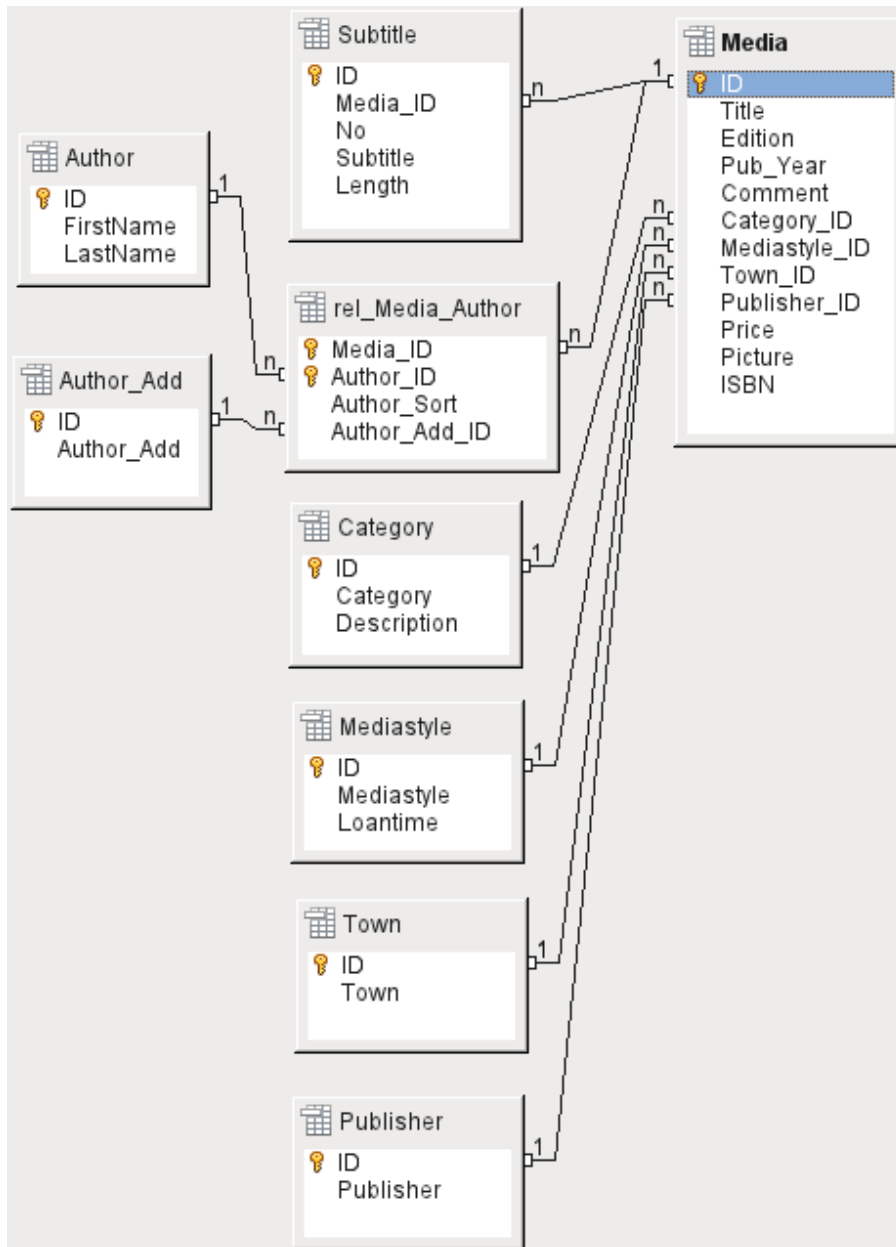 Subtitle
ID
Media_ID
No
Subtitle
Length
n
1
Media
ID
Title
Edition
Pub_Year
Comment
Category_ID
Mediastyle_ID
Town_ID
Publisher_ID
Price
Picture
ISBN
n
n
n
n
Author
ID
FirstName
LastName
1
rel_Media_Author
Media_ID
Author_ID
Author_Sort
Author_Add_ID
n
n
n
Author_Add
ID
Author_Add
1
Category
ID
Category
Description
1
Mediastyle
ID
Mediastyle
Loantime
1
Town
ID
Town
1
Publisher
ID
Publisher
1